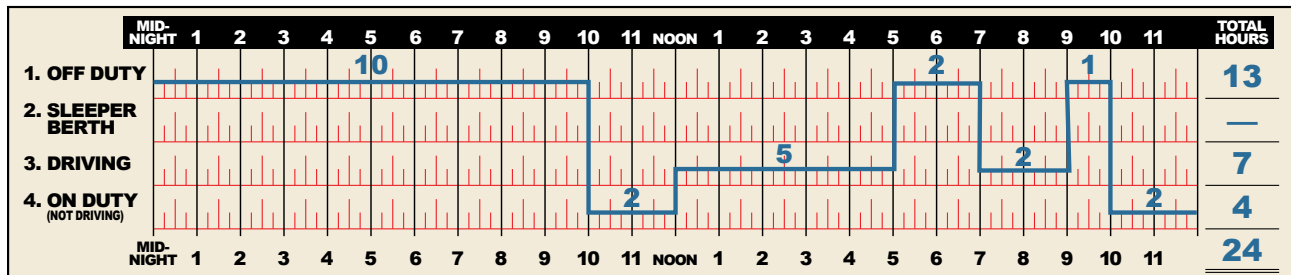 MID-NIGHT 1 2 3 4 5 6 7 8 9 10 11 NOON 1 2 3 4 5 6 7 8 9 10 11 TOTAL HOURS
1. OFF DUTY 10 2 1 13
2. SLEEPER BERTH —
3. DRIVING 5 2 7
4. ON DUTY 2 2 4
(NOT DRIVING)
MID-NIGHT 1 2 3 4 5 6 7 8 9 10 11 NOON 1 2 3 4 5 6 7 8 9 10 11 24